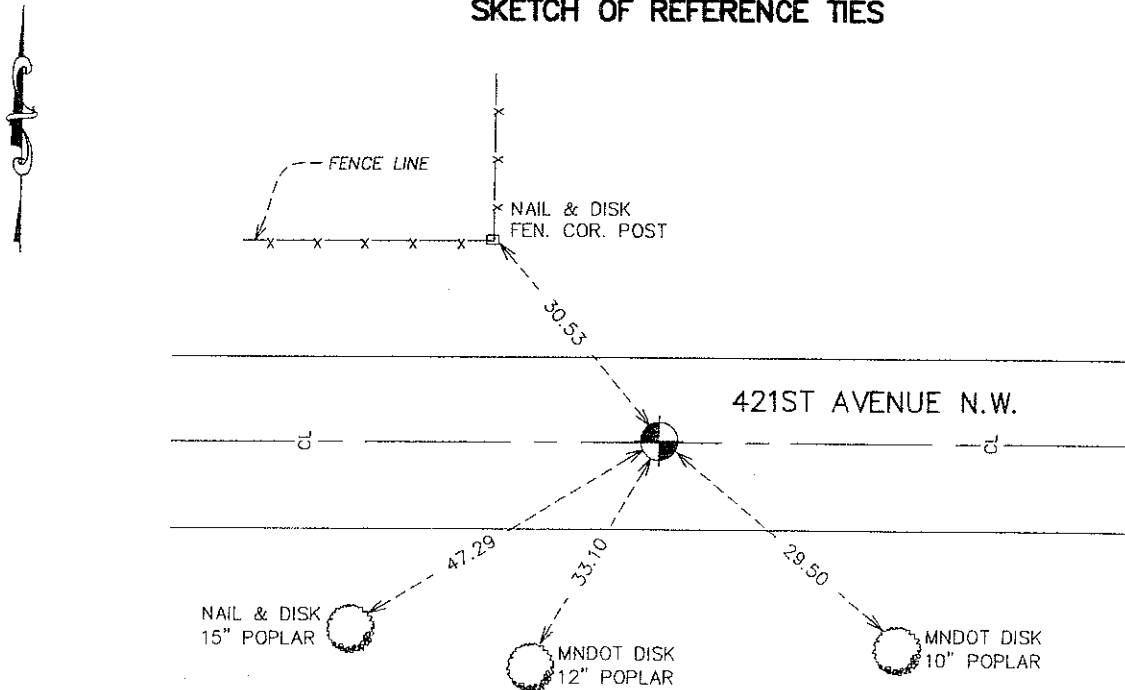 SKETCH OF REFERENCE TIES
FENCE LINE
NAIL & DISK
FEN. COR. POST
30.53
421ST AVENUE N.W.
CL
CL
47.29
33.10
29.50
NAIL & DISK
15" POPLAR
MNDOT DISK
12" POPLAR
MNDOT DISK
10" POPLAR